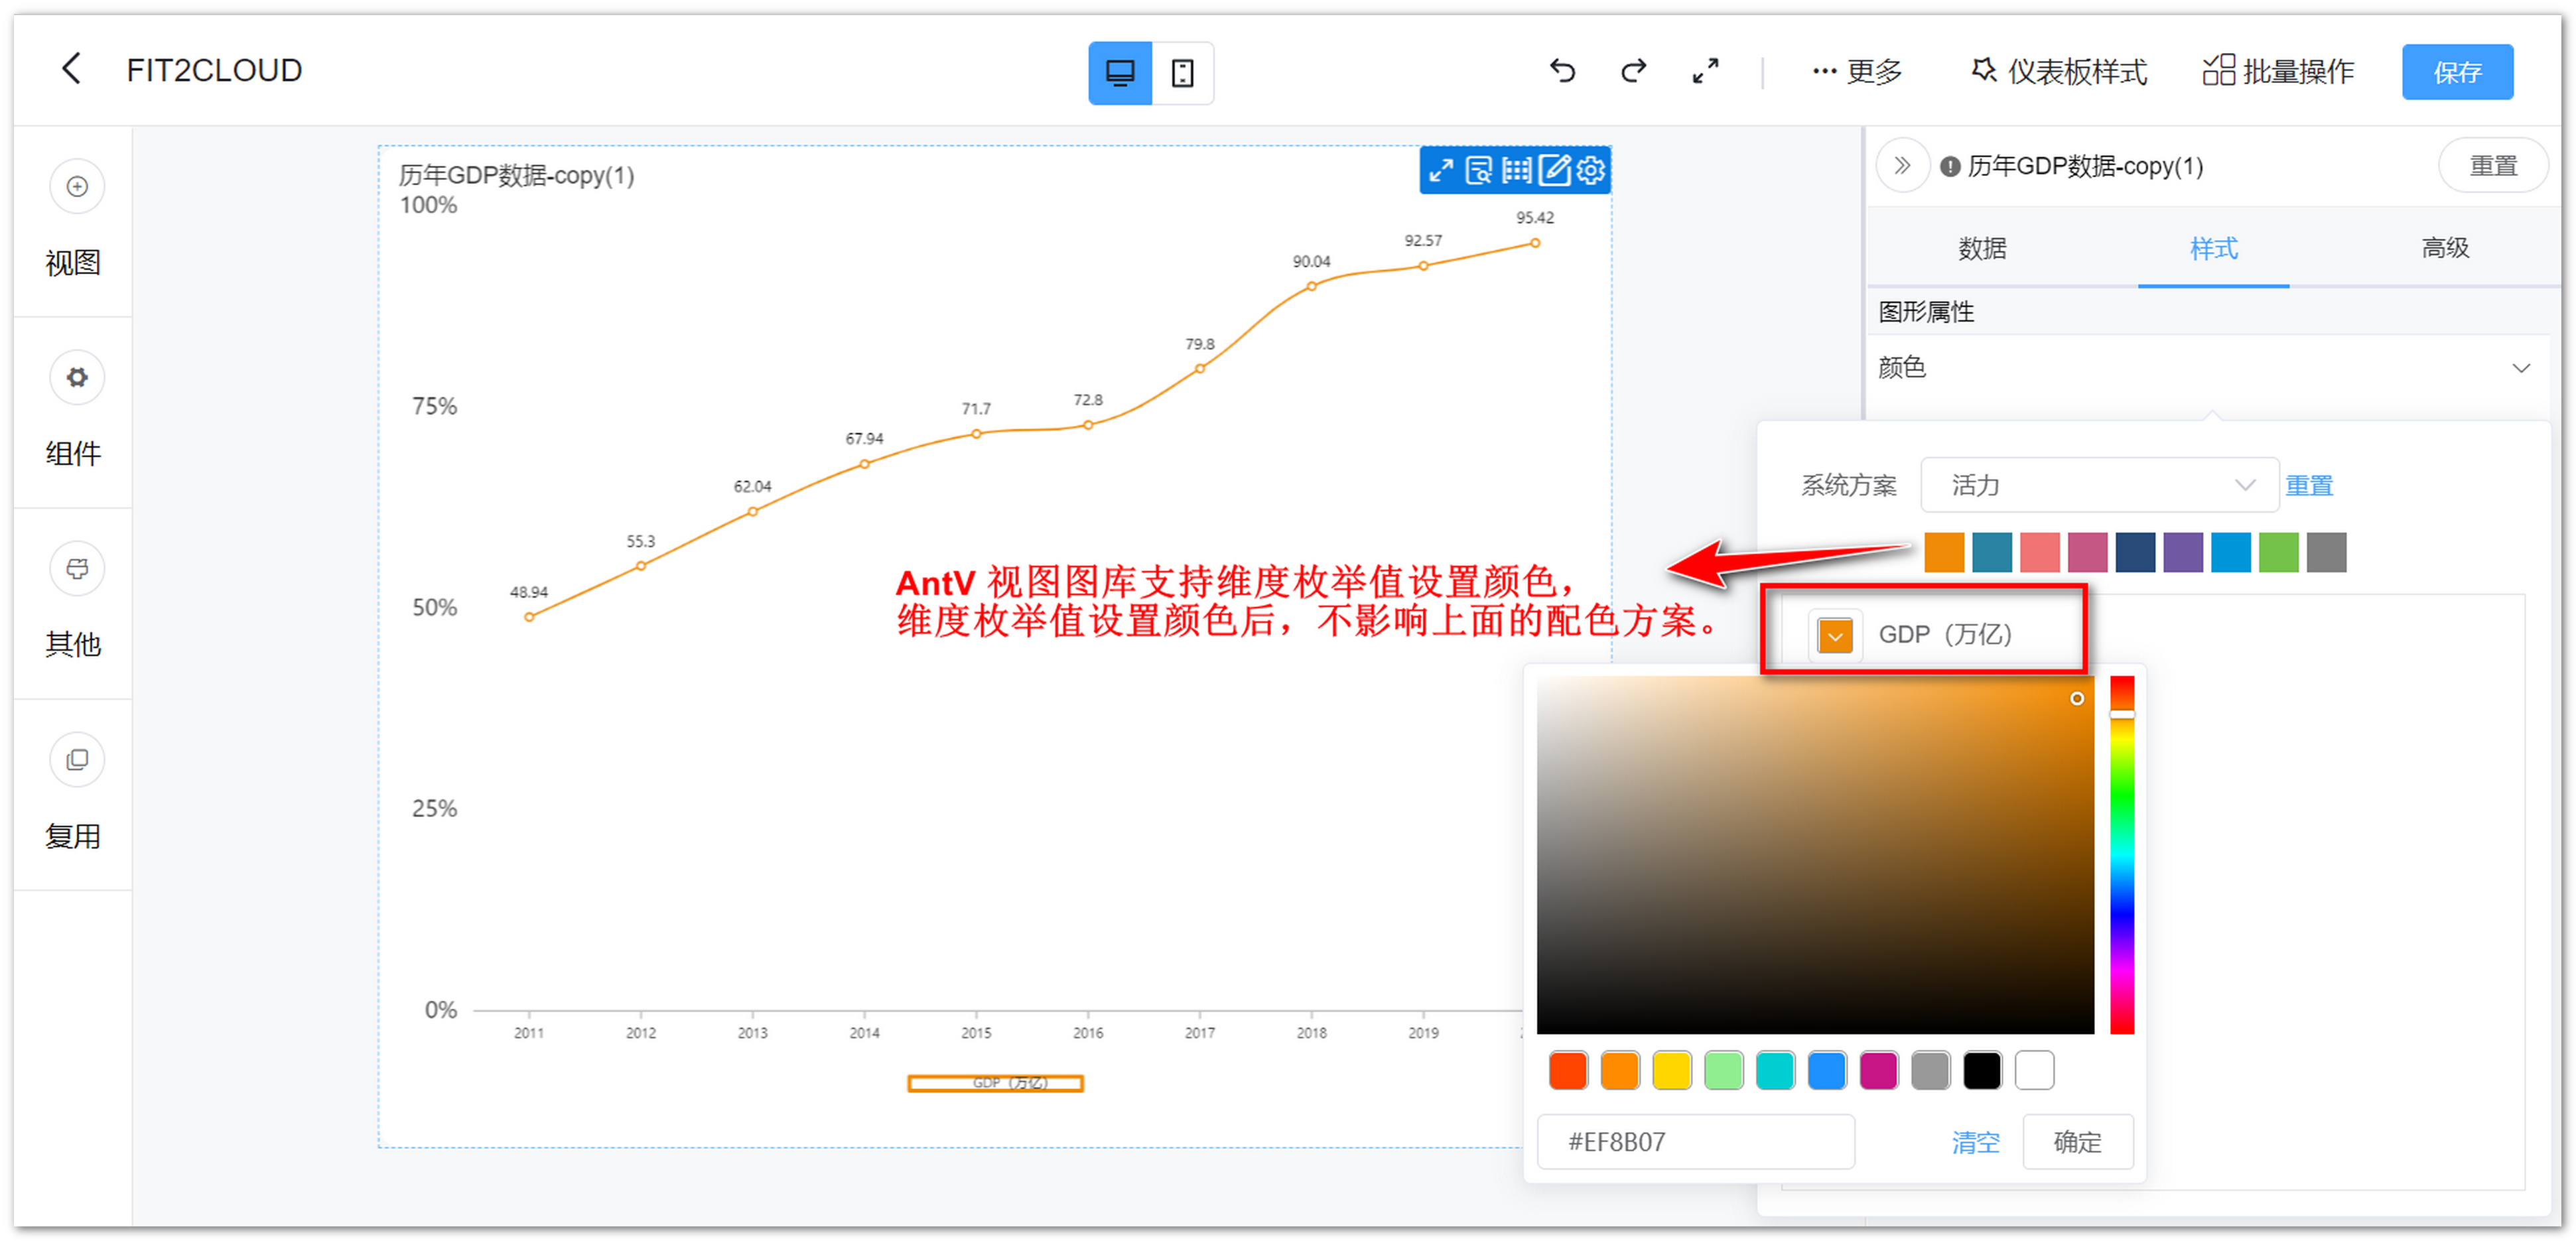 FIT2CLOUD
更多
仪表板样式
批量操作
保存
视图
组件
其他
复用
历年GDP数据-copy(1)
100%
75%
50%
25%
0%
48.94
55.3
62.04
67.94
71.7
72.8
79.8
90.04
92.57
95.42
2011
2012
2013
2014
2015
2016
2017
2018
2019
GDP（万亿）
AntV 视图图库支持维度枚举值设置颜色，
维度枚举值设置颜色后，不影响上面的配色方案。
历年GDP数据-copy(1)
重置
数据
样式
高级
图形属性
颜色
系统方案
活力
重置
GDP（万亿）
#EF8B07
清空
确定